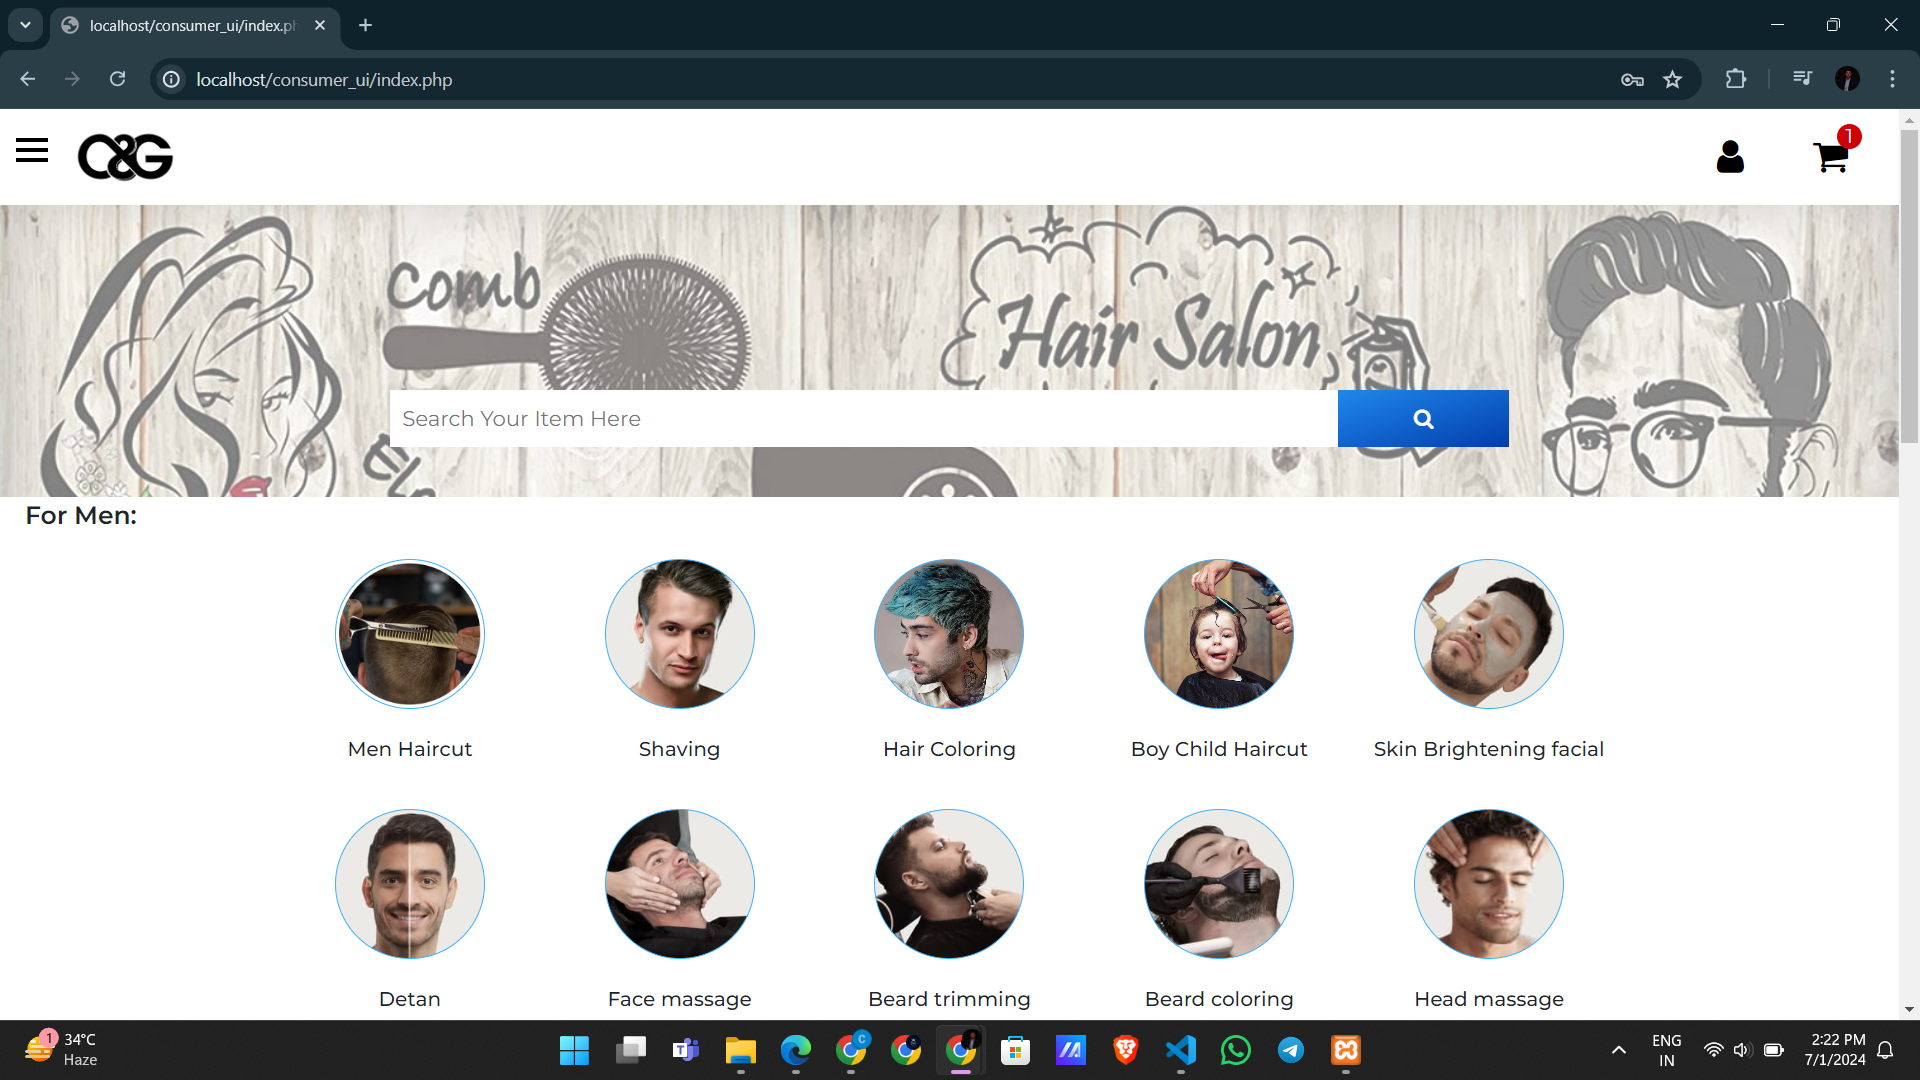 localhost/consumer_ui/index.ph
localhost/consumer_ui/index.php
C&G
1
Comb
Hair Salon
Search Your Item Here
For Men:
Men Haircut
Shaving
Hair Coloring
Boy Child Haircut
Skin Brightening facial
Detan
Face massage
Beard trimming
Beard coloring
Head massage
1
34°C
Haze
C
T
ENG
IN
2:22 PM
7/1/2024